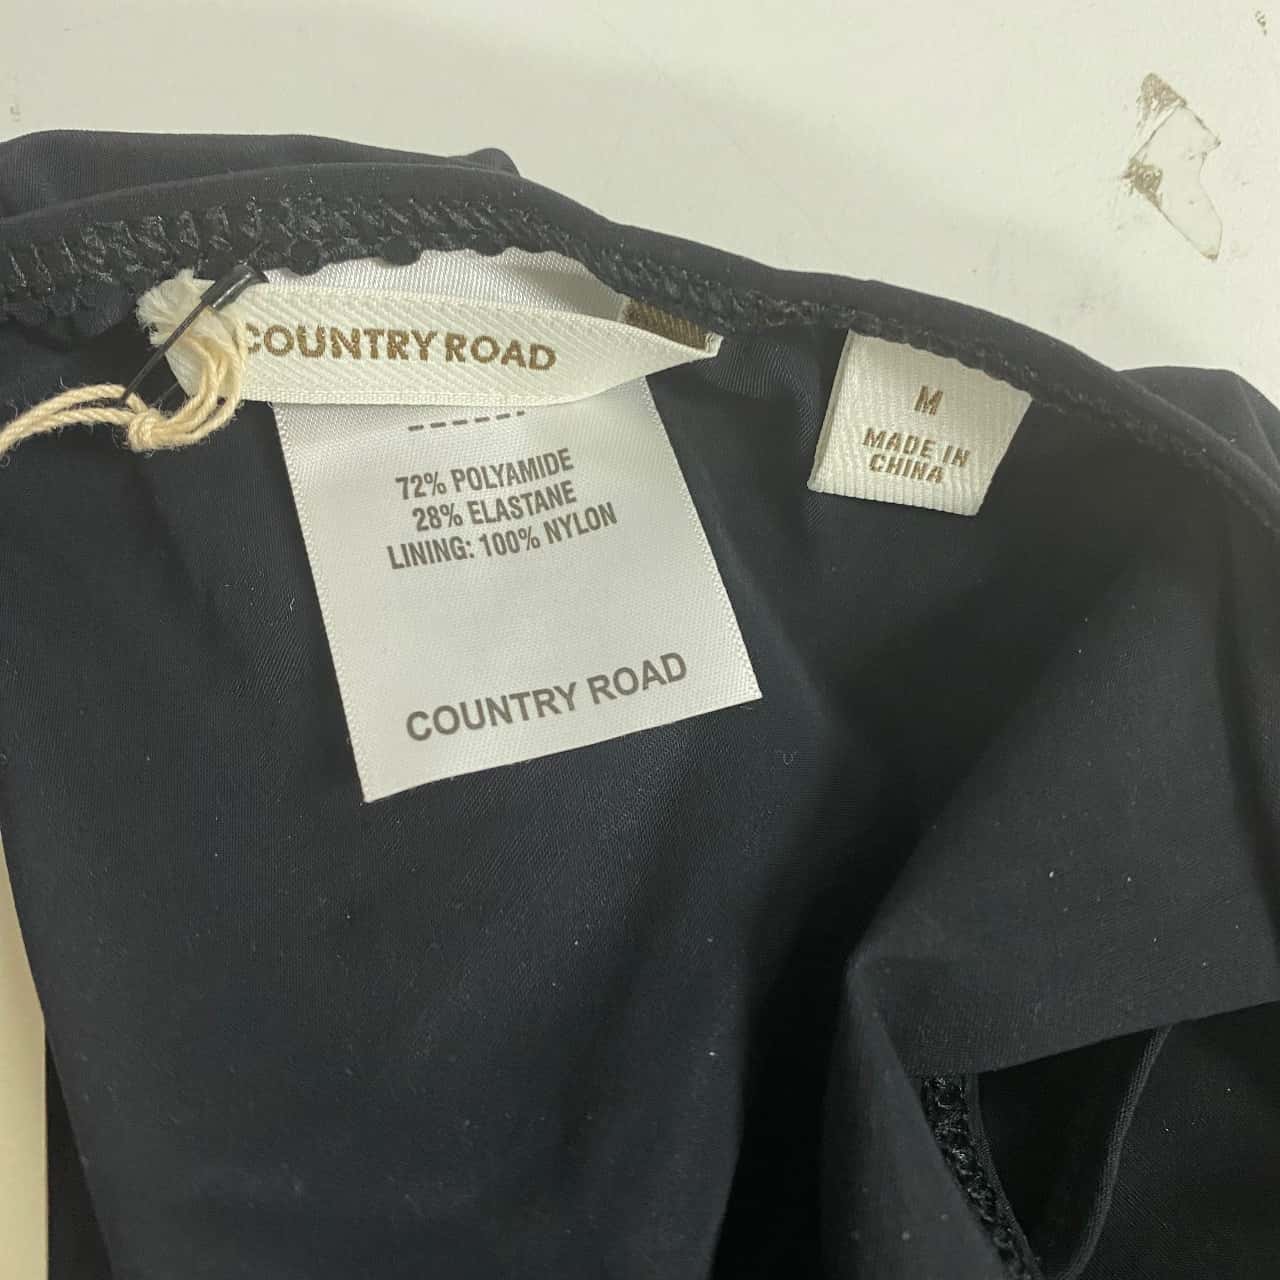 COUNTRY ROAD
72% POLYAMIDE
28% ELASTANE
LINING: 100% NYLON
COUNTRY ROAD
M
MADE IN
CHINA